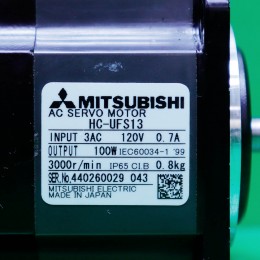 MITSUBISHI
AC SERVO MOTOR
HC-UFS13
INPUT 3AC 120V 0.7A
OUTPUT 100W IEC60034-1 '99
3000r/min IP65 Cl.B 0.8kg
SER.No.440260029 043
MITSUBISHI ELECTRIC
MADE IN JAPAN